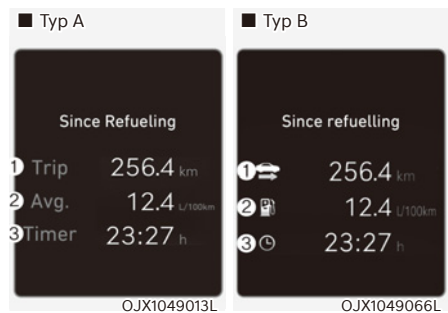 ■ Typ A
Since Refueling
1 Trip 256.4 km
2 Avg. 12.4 L/100km
3 Timer 23:27 h
OJX1049013L
■ Typ B
Since refuelling
1 256.4 km
2 12.4 L/100km
3 23:27 h
OJX1049066L